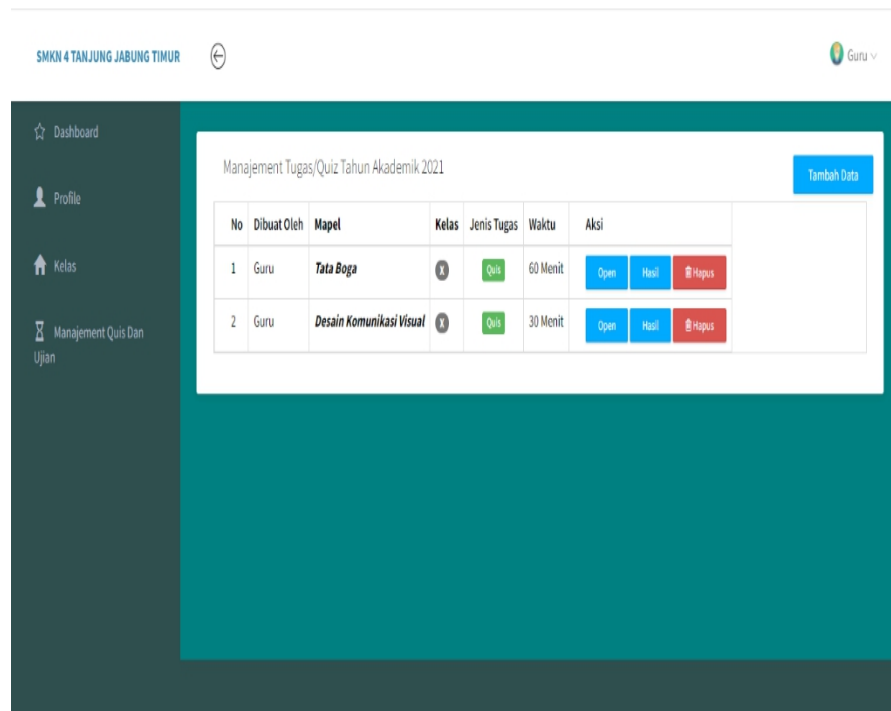 SMKN 4 TANJUNG JABUNG TIMUR
Guru
Dashboard
Profile
Kelas
Manajement Quis Dan
Ujian
Manajement Tugas/Quiz Tahun Akademik 2021
Tambah Data
No Dibuat Oleh Mapel Kelas Jenis Tugas Waktu Aksi
1 Guru Tata Boga X Quis 60 Menit Open Hasil Hapus
2 Guru Desain Komunikasi Visual X Quis 30 Menit Open Hasil Hapus